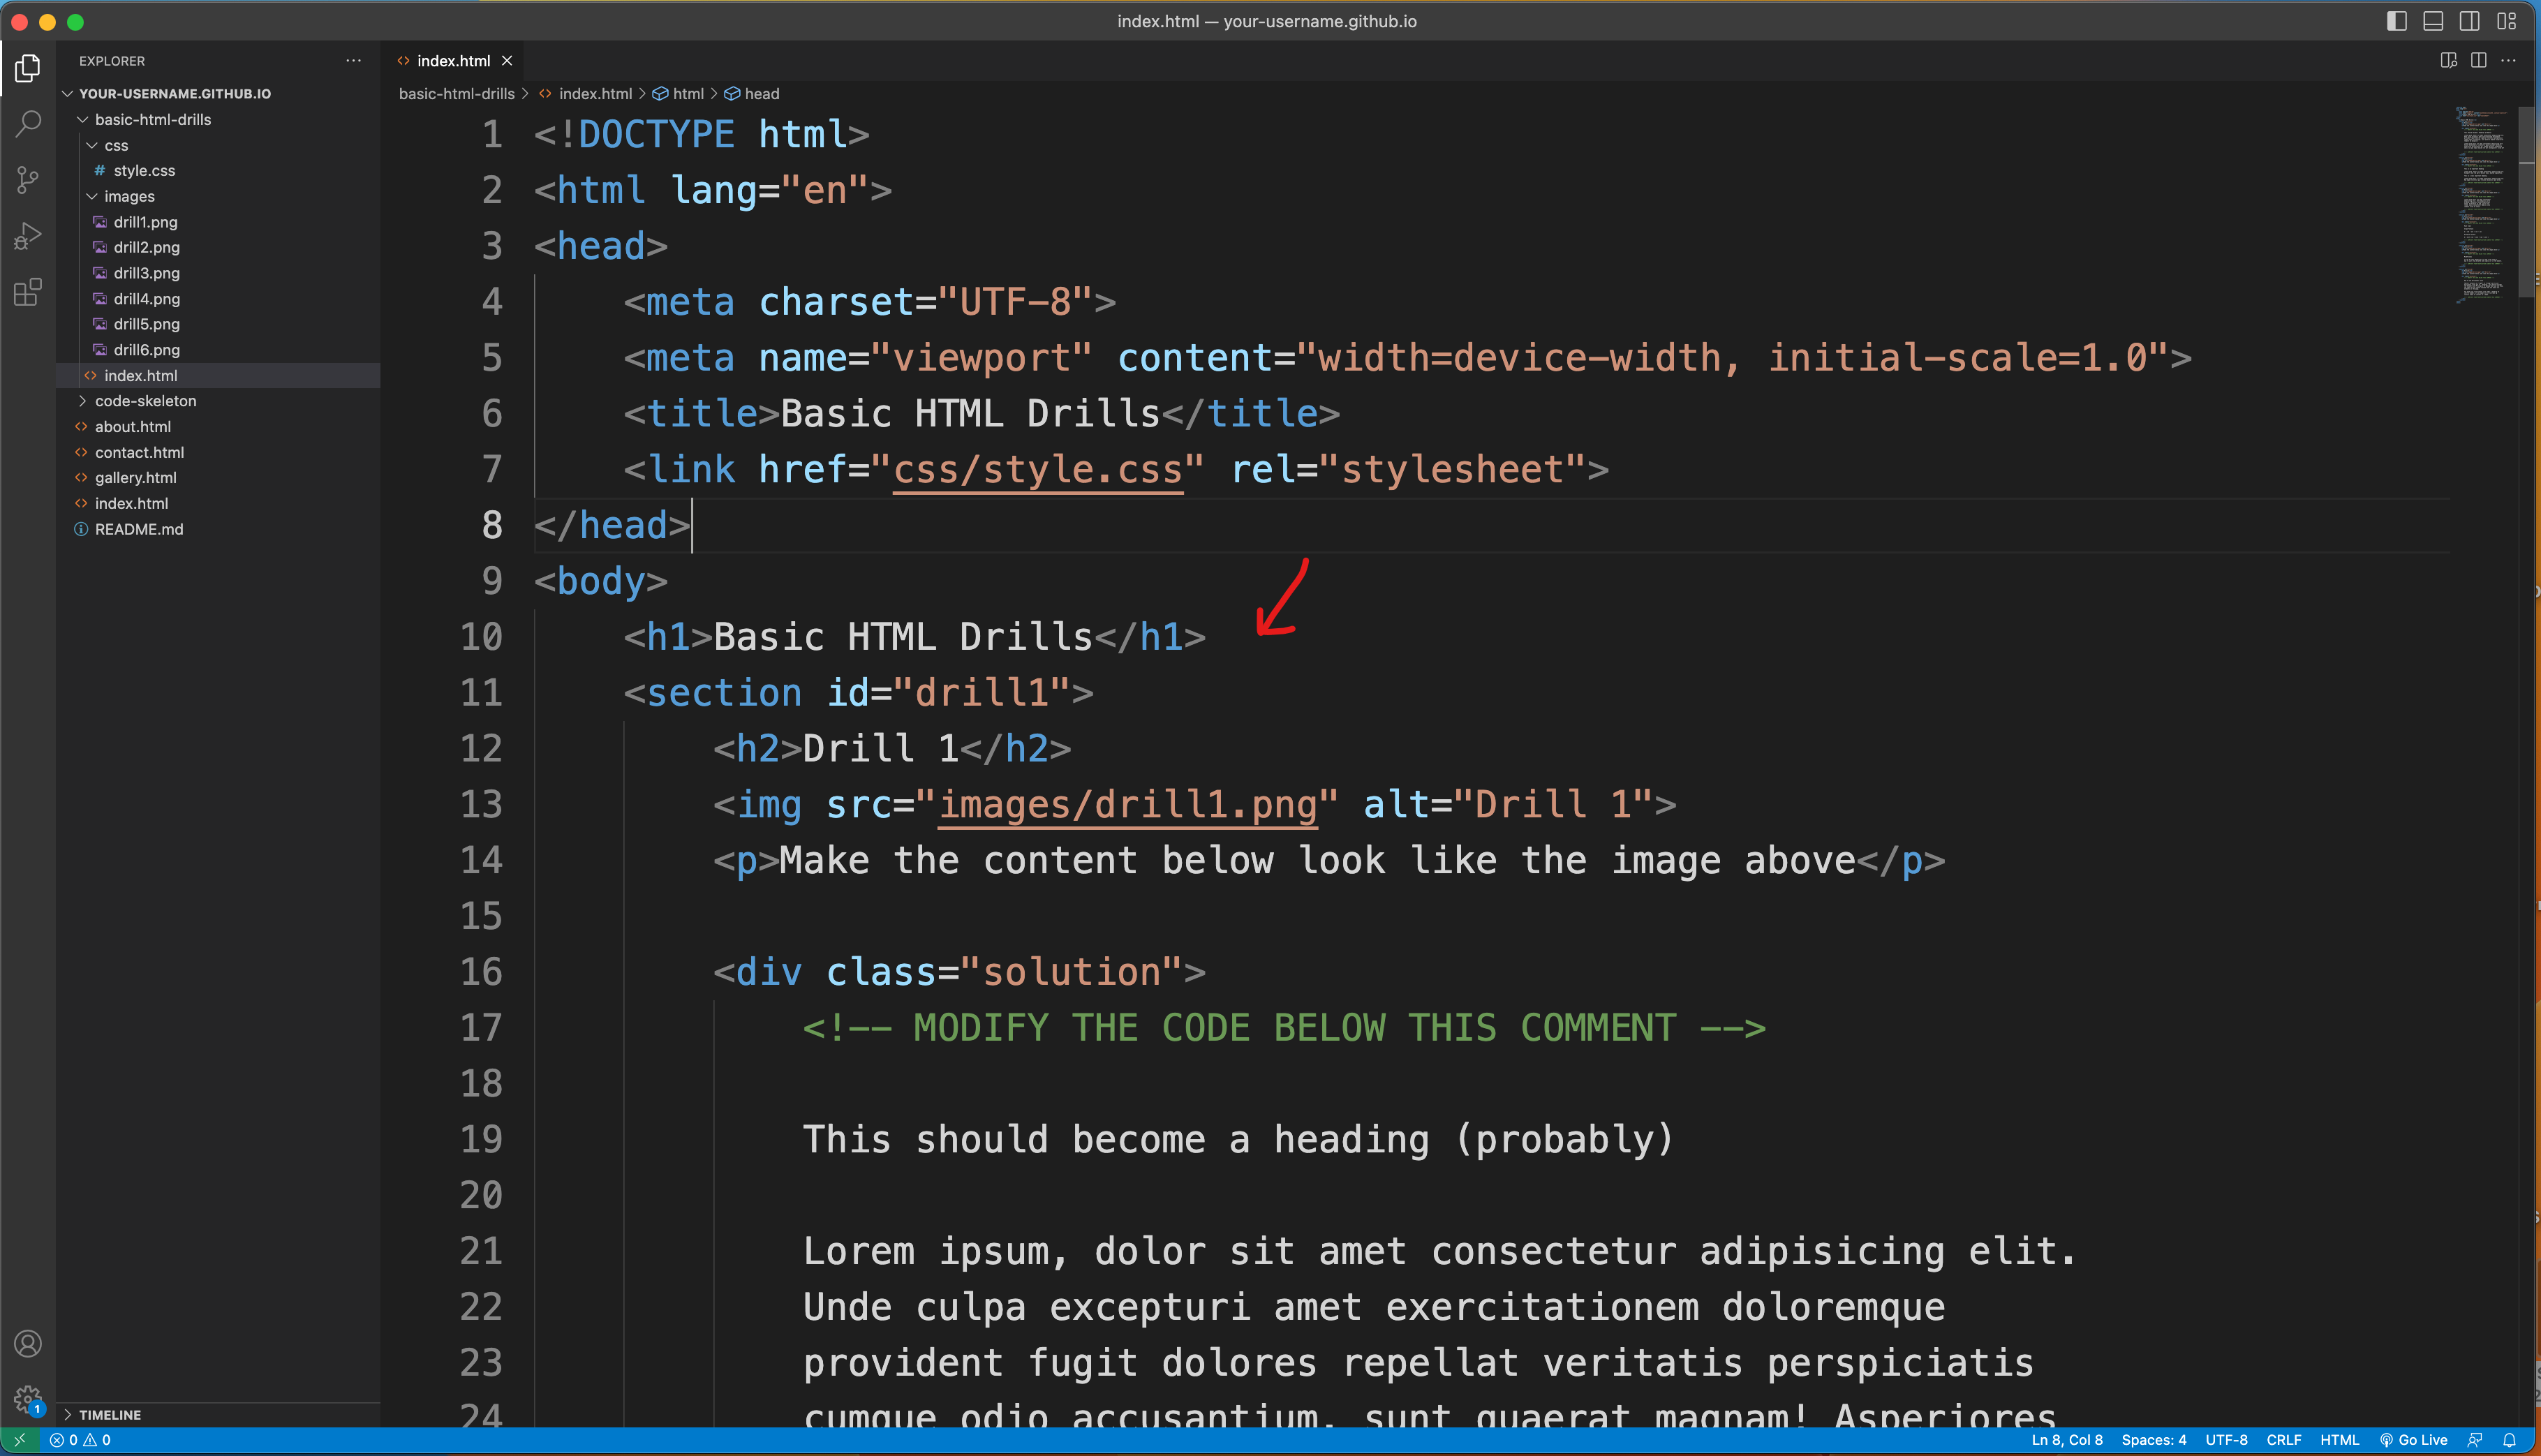 index.html — your-username.github.io
EXPLORER
YOUR-USERNAME.GITHUB.IO
basic-html-drills
css
# style.css
images
drill1.png
drill2.png
drill3.png
drill4.png
drill5.png
drill6.png
index.html
code-skeleton
about.html
contact.html
gallery.html
index.html
README.md
TIMELINE
index.html
basic-html-drills > index.html > html > head
1 <!DOCTYPE html>
2 <html lang="en">
3 <head>
4 <meta charset="UTF-8">
5 <meta name="viewport" content="width=device-width, initial-scale=1.0">
6 <title>Basic HTML Drills</title>
7 <link href="css/style.css" rel="stylesheet">
8 </head>
9 <body>
10 <h1>Basic HTML Drills</h1>
11 <section id="drill1">
12 <h2>Drill 1</h2>
13 <img src="images/drill1.png" alt="Drill 1">
14 <p>Make the content below look like the image above</p>
15
16 <div class="solution">
17 <!-- MODIFY THE CODE BELOW THIS COMMENT -->
18
19 This should become a heading (probably)
20
21 Lorem ipsum, dolor sit amet consectetur adipisicing elit.
22 Unde culpa excepturi amet exercitationem doloremque
23 provident fugit dolores repellat veritatis perspiciatis
24 cumque odio accusantium, sunt quaerat magnam! Asperiores
1
0 0
Ln 8, Col 8 Spaces: 4 UTF-8 CRLF HTML Go Live